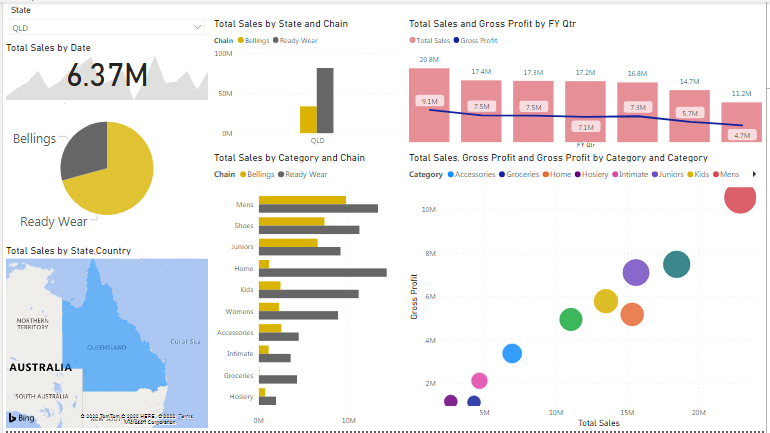 State
QLD
Total Sales by Date
6.37M
Bellings
Ready Wear
Total Sales by State,Country
NORTHERN
TERRITORY
QUEENSLAND
Coral Sea
AUSTRALIA
SOUTH AUSTRALIA
Bing
© 2020 TomTom © 2020 HERE, © 2020 Terms
Microsoft Corporation
Total Sales by State and Chain
Chain Bellings Ready Wear
100M
50M
0M
QLD
Total Sales by Category and Chain
Chain Bellings Ready Wear
Mens
Shoes
Juniors
Home
Kids
Womens
Accessories
Intimate
Groceries
Hosiery
0M 10M
Total Sales and Gross Profit by FY Qtr
Total Sales Gross Profit
20.8M 17.4M 17.3M 17.2M 16.8M 14.7M 11.2M
9.1M 7.5M 7.5M 7.1M 7.3M 5.7M 4.7M
FY Qtr
Total Sales, Gross Profit and Gross Profit by Category and Category
Category Accessories Groceries Home Hosiery Intimate Juniors Kids Mens
Gross Profit
10M
8M
6M
4M
2M
5M 10M 15M 20M
Total Sales